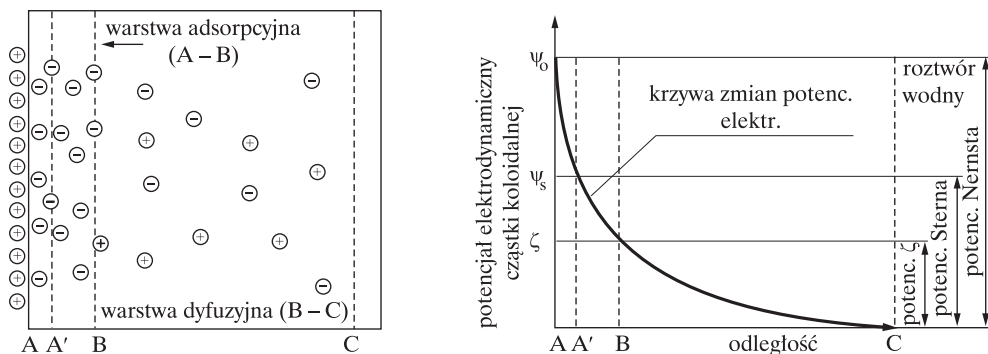 warstwa adsorpcyjna
(A – B)
warstwa dyfuzyjna (B – C)
A A′ B C
potencjał elektrodynamiczny
cząstki koloidalnej
ψo
ψs
ζ
krzywa zmian potenc.
elektr.
roztwór
wodny
potenc. ζ
potenc. Sterna
potenc. Nernsta
A A′ B odległość C